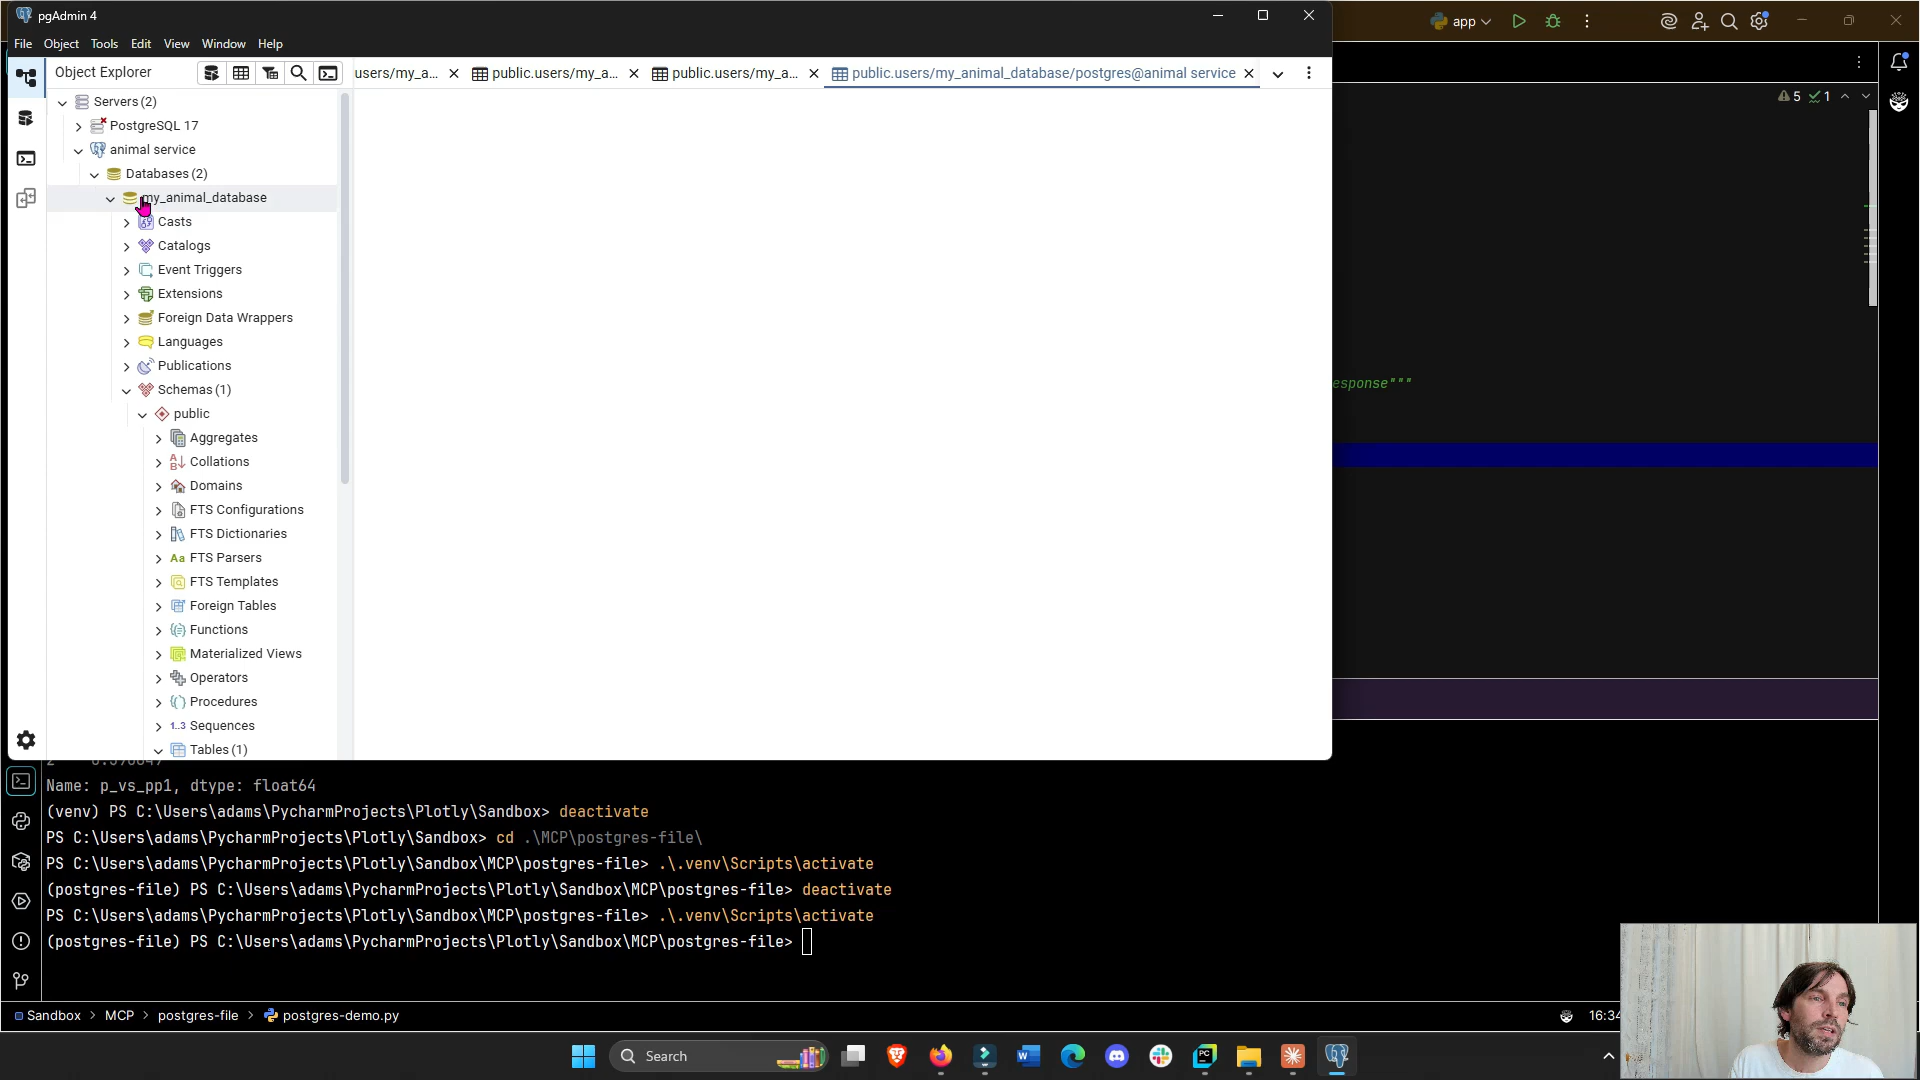 pgAdmin 4
app
File Object Tools Edit View Window Help
Object Explorer
users/my_a...
public.users/my_a...
public.users/my_a...
public.users/my_animal_database/postgres@animal service
5 1
Servers (2)
PostgreSQL 17
animal service
Databases (2)
my_animal_database
Casts
Catalogs
Event Triggers
Extensions
Foreign Data Wrappers
Languages
Publications
Schemas (1)
public
Aggregates
Collations
Domains
FTS Configurations
FTS Dictionaries
Aa FTS Parsers
FTS Templates
Foreign Tables
Functions
Materialized Views
Operators
Procedures
1..3 Sequences
Tables (1)
esponse"""
Name: p_vs_pp1, dtype: float64
(venv) PS C:\Users\adams\PycharmProjects\Plotly\Sandbox> deactivate
PS C:\Users\adams\PycharmProjects\Plotly\Sandbox> cd .\MCP\postgres-file\
PS C:\Users\adams\PycharmProjects\Plotly\Sandbox\MCP\postgres-file> .\.venv\Scripts\activate
(postgres-file) PS C:\Users\adams\PycharmProjects\Plotly\Sandbox\MCP\postgres-file> deactivate
PS C:\Users\adams\PycharmProjects\Plotly\Sandbox\MCP\postgres-file> .\.venv\Scripts\activate
(postgres-file) PS C:\Users\adams\PycharmProjects\Plotly\Sandbox\MCP\postgres-file>
Sandbox > MCP > postgres-file > postgres-demo.py
16:34
Search